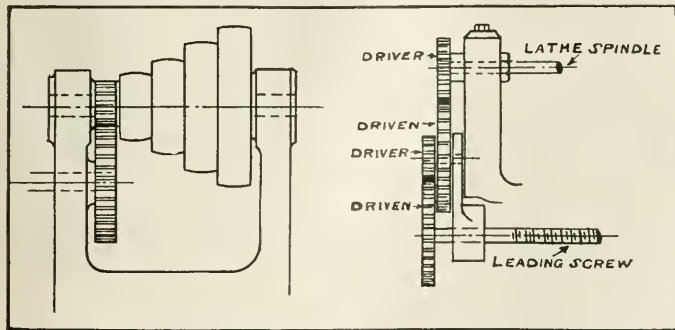 DRIVER
LATHE SPINDLE
DRIVEN
DRIVER
DRIVEN
LEADING SCREW